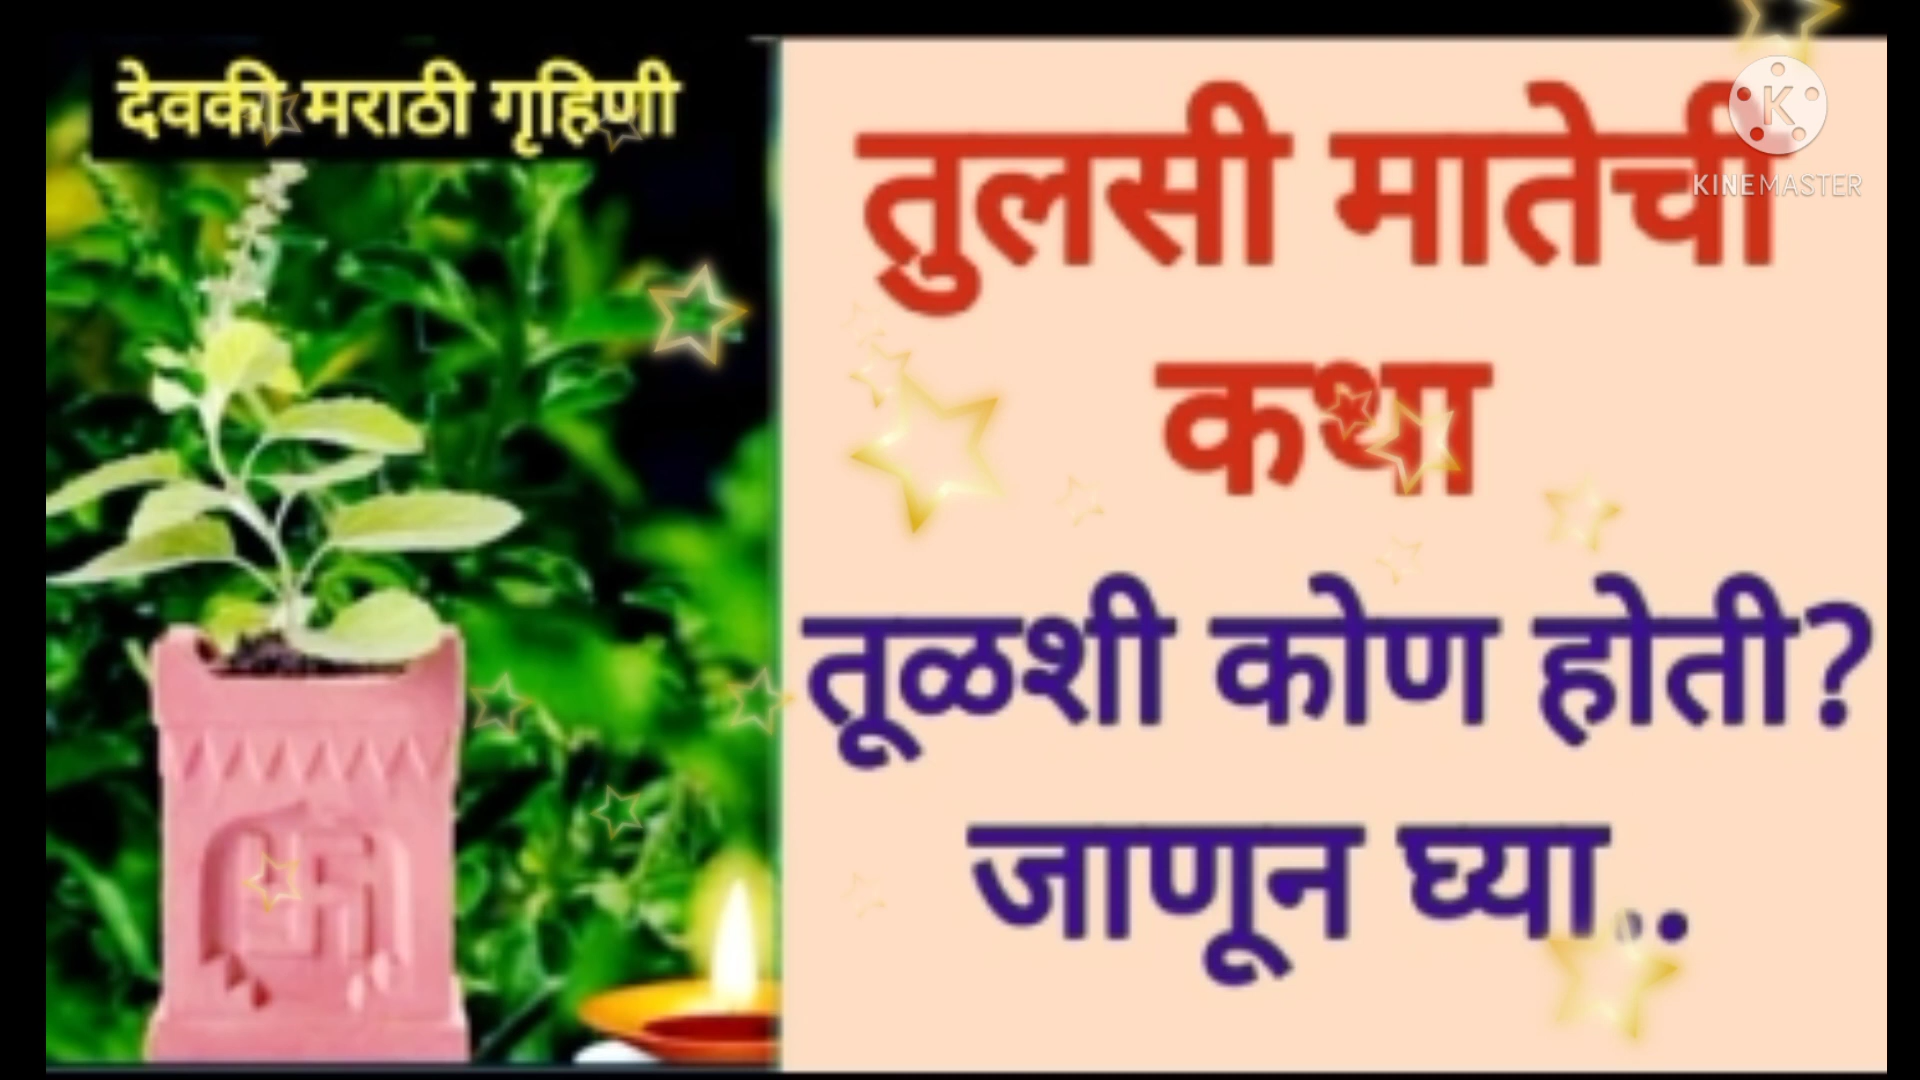 देवकी मराठी गृहिणी
तुलसी मातेची
कथा
तूळशी कोण होती?
जाणून घ्या..
K
KINEMASTER